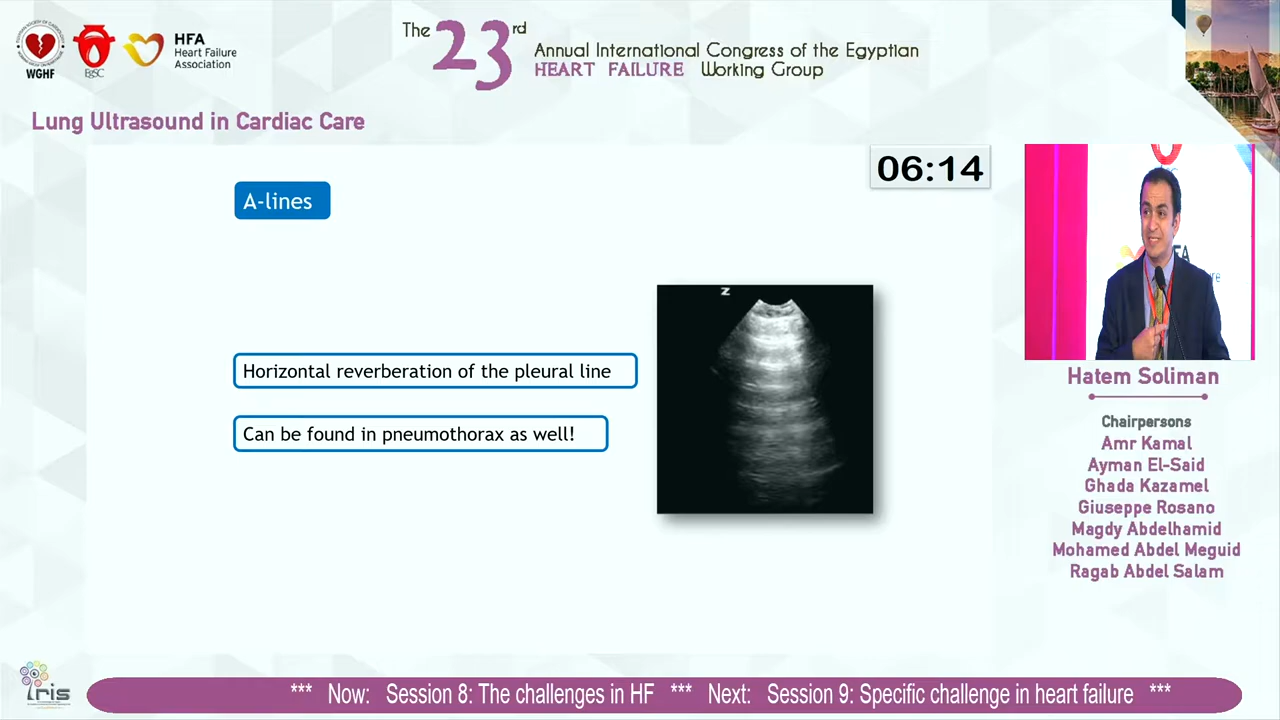 WGHF
EgSC
HFA
Heart Failure
Association
The 23rd
Annual International Congress of the Egyptian
HEART FAILURE Working Group
Lung Ultrasound in Cardiac Care
A-lines
06:14
Horizontal reverberation of the pleural line
Can be found in pneumothorax as well!
Z
Hatem Soliman
Chairpersons
Amr Kamal
Ayman El-Said
Ghada Kazamel
Giuseppe Rosano
Magdy Abdelhamid
Mohamed Abdel Meguid
Ragab Abdel Salam
iris
*** Now: Session 8: The challenges in HF *** Next: Session 9: Specific challenge in heart failure ***